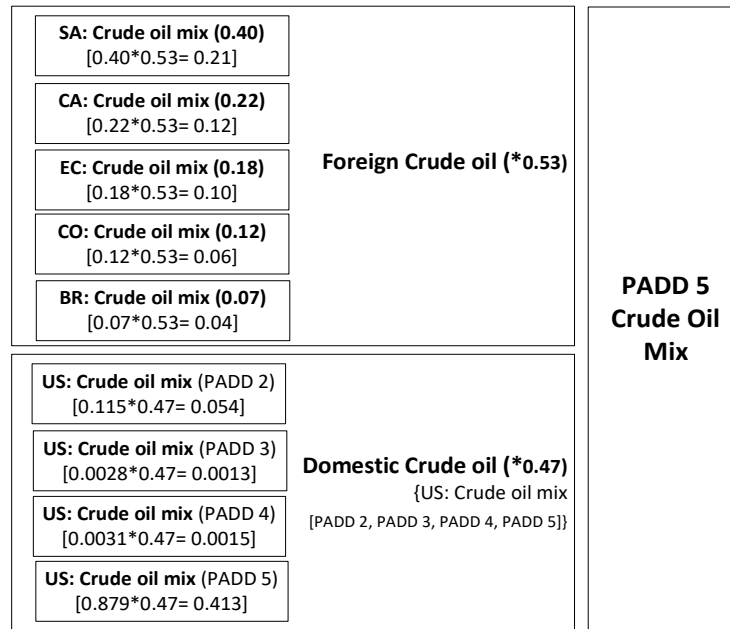 SA: Crude oil mix (0.40)
[0.40*0.53= 0.21]
CA: Crude oil mix (0.22)
[0.22*0.53= 0.12]
EC: Crude oil mix (0.18)
[0.18*0.53= 0.10]
CO: Crude oil mix (0.12)
[0.12*0.53= 0.06]
BR: Crude oil mix (0.07)
[0.07*0.53= 0.04]
Foreign Crude oil (*0.53)
US: Crude oil mix (PADD 2)
[0.115*0.47= 0.054]
US: Crude oil mix (PADD 3)
[0.0028*0.47= 0.0013]
US: Crude oil mix (PADD 4)
[0.0031*0.47= 0.0015]
US: Crude oil mix (PADD 5)
[0.879*0.47= 0.413]
Domestic Crude oil (*0.47)
{US: Crude oil mix
[PADD 2, PADD 3, PADD 4, PADD 5]}
PADD 5
Crude Oil
Mix